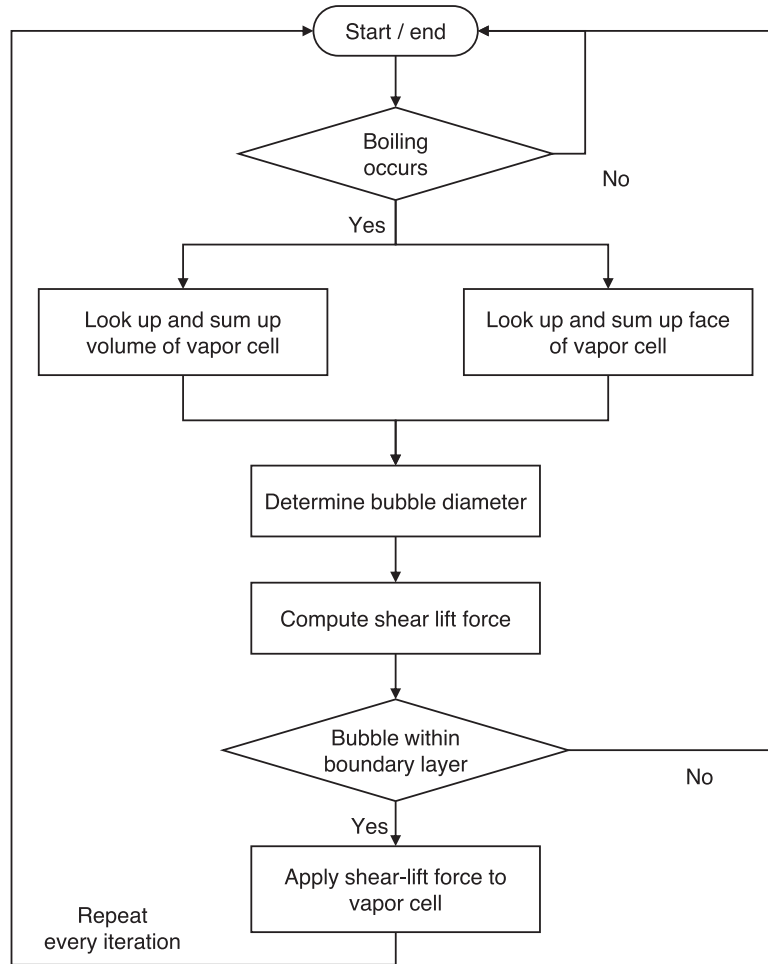 Start / end
Boiling
occurs
No
Yes
Look up and sum up
volume of vapor cell
Look up and sum up face
of vapor cell
Determine bubble diameter
Compute shear lift force
Bubble within
boundary layer
No
Yes
Apply shear-lift force to
vapor cell
Repeat
every iteration